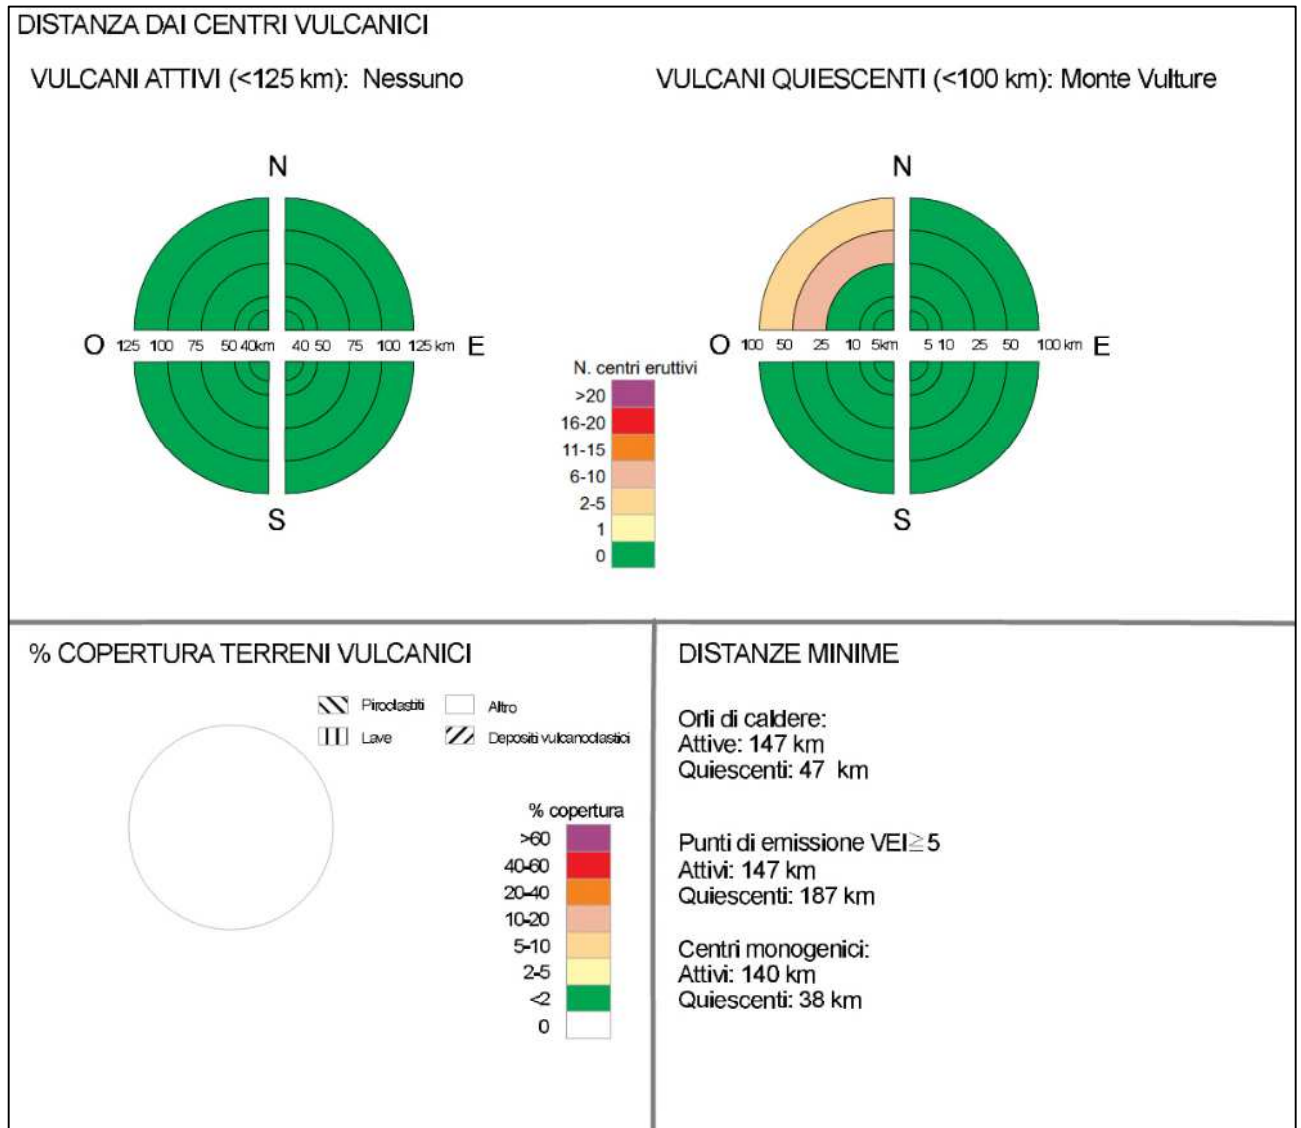 DISTANZA DAI CENTRI VULCANICI
VULCANI ATTIVI (<125 km): Nessuno
VULCANI QUIESCENTI (<100 km): Monte Vulture
N
O 125 100 75 50 40km 40 50 75 100 125 km E
S
N
O 100 50 25 10 5km 5 10 25 50 100 km E
S
N. centri eruttivi
>20
16-20
11-15
6-10
2-5
1
0
% COPERTURA TERRENI VULCANICI
Piroclastiti Altro
Lave Depositi vulcanoclastici
% copertura
>60
40-60
20-40
10-20
5-10
2-5
<2
0
DISTANZE MINIME
Orli di caldere:
Attive: 147 km
Quiescenti: 47 km
Punti di emissione VEI≧5
Attivi: 147 km
Quiescenti: 187 km
Centri monogenici:
Attivi: 140 km
Quiescenti: 38 km